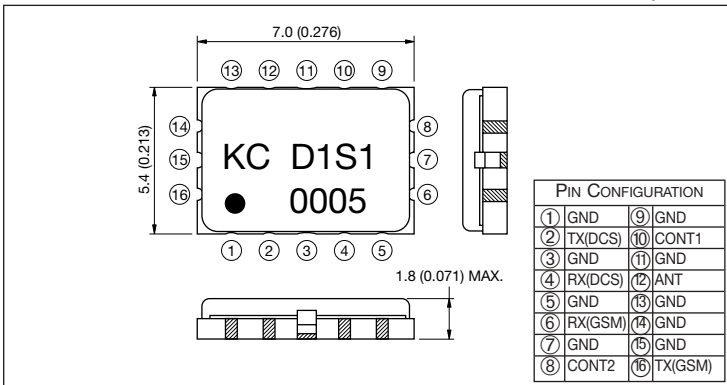 7.0 (0.276)
⑬ ⑫ ⑪ ⑩ ⑨
5.4 (0.213)
⑭ ⑧
⑮ ⑦
⑯ ⑥
KC D1S1
0005
① ② ③ ④ ⑤
1.8 (0.071) MAX.
PIN CONFIGURATION
① GND ⑨ GND
② TX(DCS) ⑩ CONT1
③ GND ⑪ GND
④ RX(DCS) ⑫ ANT
⑤ GND ⑬ GND
⑥ RX(GSM) ⑭ GND
⑦ GND ⑮ GND
⑧ CONT2 ⑯ TX(GSM)